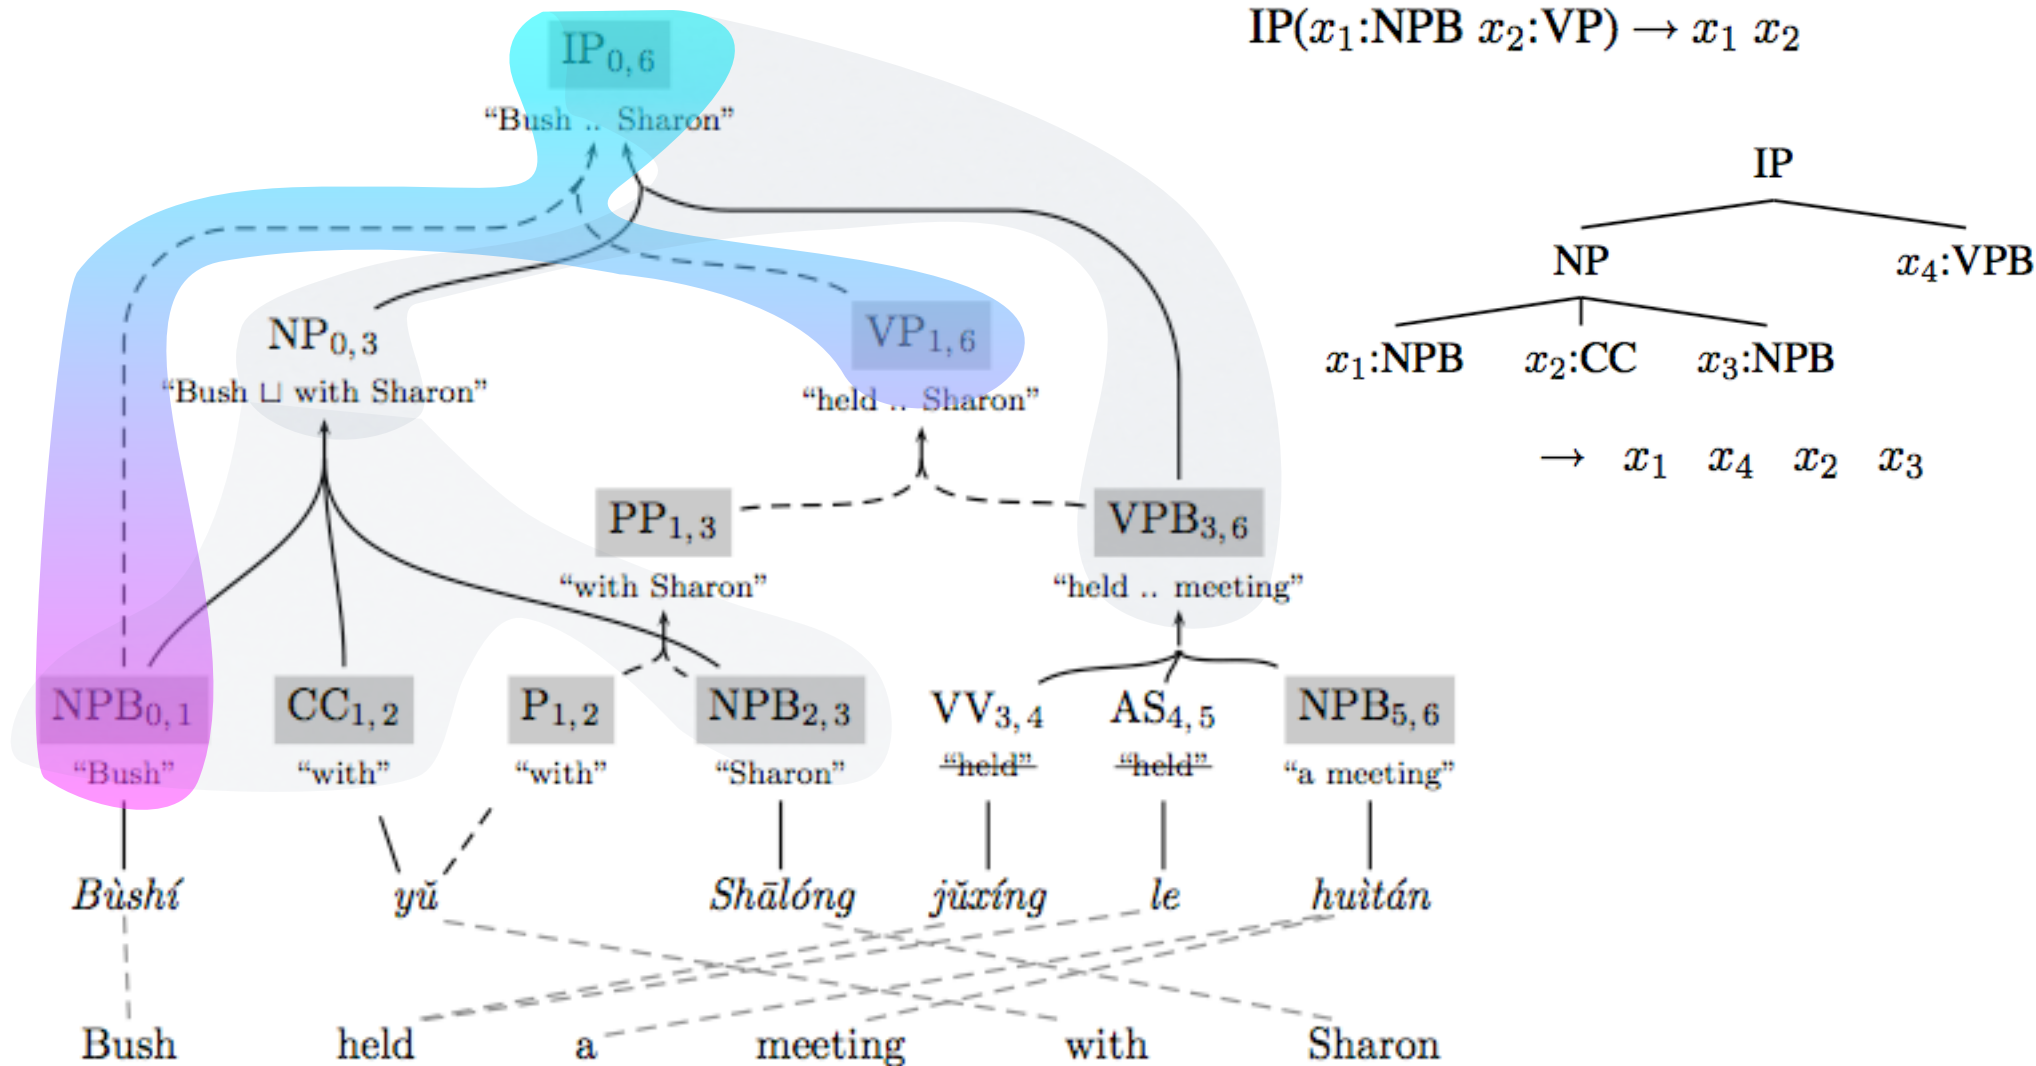 IP(x₁:NPB x₂:VP) → x₁ x₂
IP₀,₆
“Bush .. Sharon”
IP
NP x₄:VPB
x₁:NPB x₂:CC x₃:NPB
→ x₁ x₄ x₂ x₃
NP₀,₃
“Bush ⊔ with Sharon”
VP₁,₆
“held .. Sharon”
PP₁,₃
“with Sharon”
VPB₃,₆
“held .. meeting”
NPB₀,₁ CC₁,₂ P₁,₂ NPB₂,₃ VV₃,₄ AS₄,₅ NPB₅,₆
“Bush” “with” “with” “Sharon” “held” “held” “a meeting”
Bùshí yǔ Shālóng jǔxíng le huìtán
Bush held a meeting with Sharon